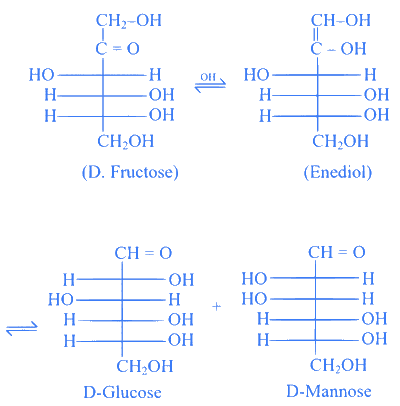 CH₂–OH CH–OH
C = O C – OH
HO H OH HO H
H OH H OH
H OH H OH
CH₂OH CH₂OH
(D. Fructose) (Enediol)
CH = O CH = O
H OH HO H
HO H + HO H
H OH H OH
H OH H OH
CH₂OH CH₂OH
D-Glucose D-Mannose